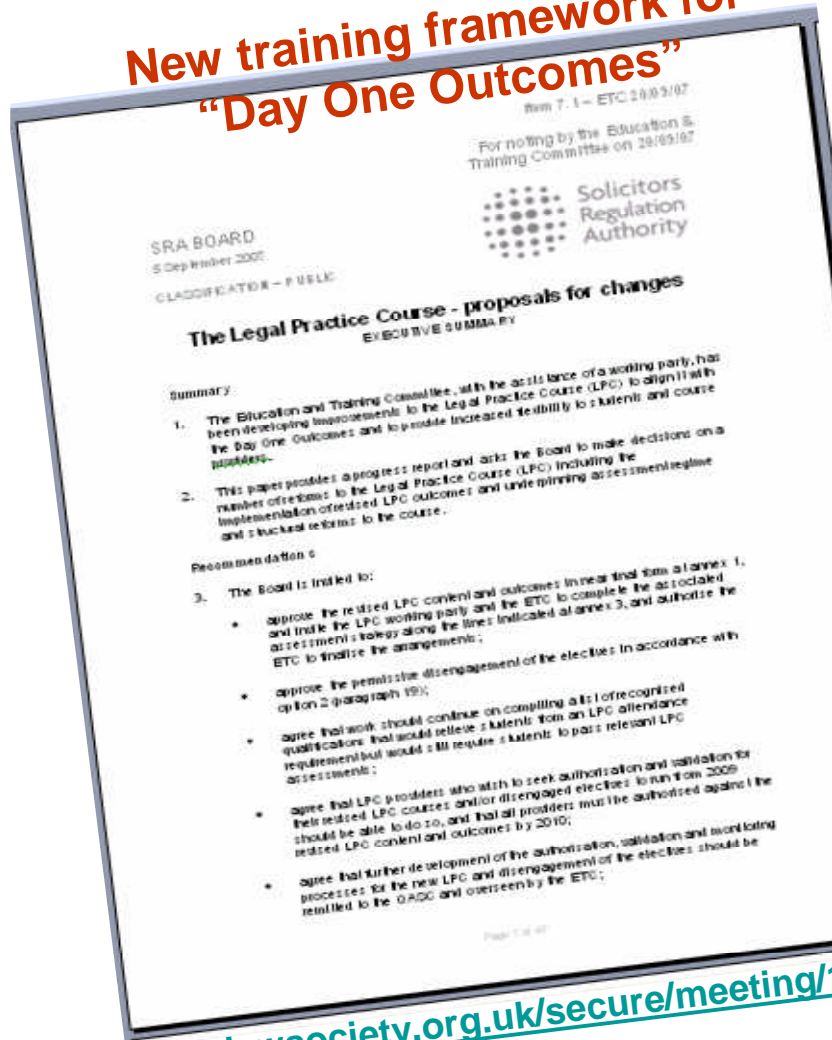 New training framework for
“Day One Outcomes”
Item 7.1 – ETC 20/09/07
For noting by the Education &
Training Committee on 20/09/07
Solicitors
Regulation
Authority
SRA BOARD
5 September 2007
CLASSIFICATION – PUBLIC
The Legal Practice Course - proposals for changes
EXECUTIVE SUMMARY
Summary
1. The Education and Training Committee, with the assistance of a working party, has
been developing improvements to the Legal Practice Course (LPC) to align it with
the Day One Outcomes and to provide increased flexibility to students and course
providers.
2. This paper provides a progress report and asks the Board to make decisions on a
number of reforms to the Legal Practice Course (LPC) including the
implementation of revised LPC outcomes and underpinning assessment regime
and structural reforms to the course.
Recommendations
3. The Board is invited to:
• approve the revised LPC content and outcomes in near final form at annex 1,
and invite the LPC working party and the ETC to complete the associated
assessment strategy along the lines indicated at annex 3, and authorise the
ETC to finalise the arrangements;
• approve the permissive disengagement of the electives in accordance with
option 2 (paragraph 19);
• agree that work should continue on compiling a list of recognised
qualifications that would relieve students from an LPC attendance
requirement but would still require students to pass relevant LPC
assessments;
• agree that LPC providers who wish to seek authorisation and validation for
their revised LPC courses and/or disengaged electives to run from 2009
should be able to do so, and that all providers must be authorised against the
revised LPC content and outcomes by 2010;
• agree that further development of the authorisation, validation and monitoring
processes for the new LPC and disengagement of the electives should be
remitted to the and overseen by the ETC;
Page 1 of
society.org.uk/secure/meeting/